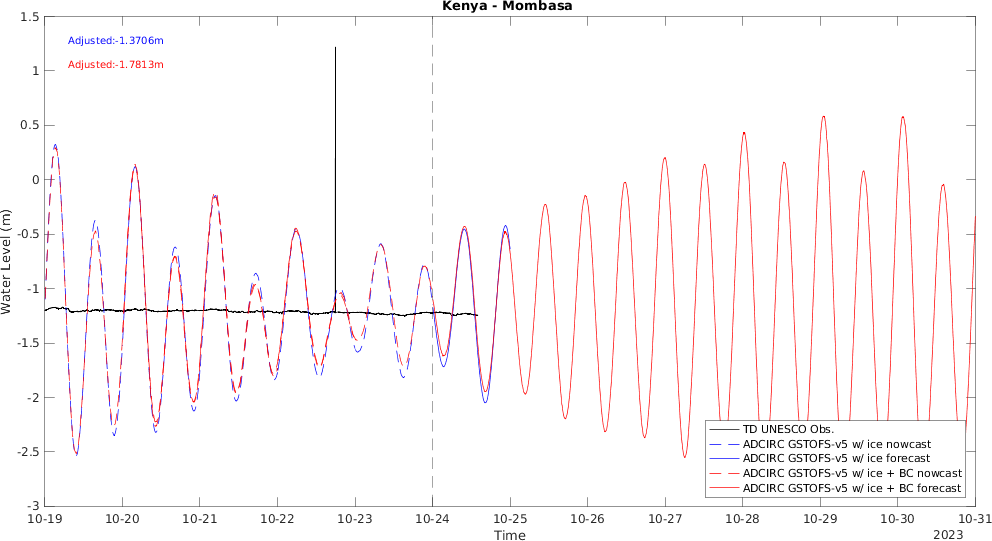 Kenya - Mombasa
Adjusted:-1.3706m
Adjusted:-1.7813m
Water Level (m)
1.5
1
0.5
0
-0.5
-1
-1.5
-2
-2.5
-3
TD UNESCO Obs.
ADCIRC GSTOFS-v5 w/ ice nowcast
ADCIRC GSTOFS-v5 w/ ice forecast
ADCIRC GSTOFS-v5 w/ ice + BC nowcast
ADCIRC GSTOFS-v5 w/ ice + BC forecast
10-19 10-20 10-21 10-22 10-23 10-24 10-25 10-26 10-27 10-28 10-29 10-30 10-31
Time
2023